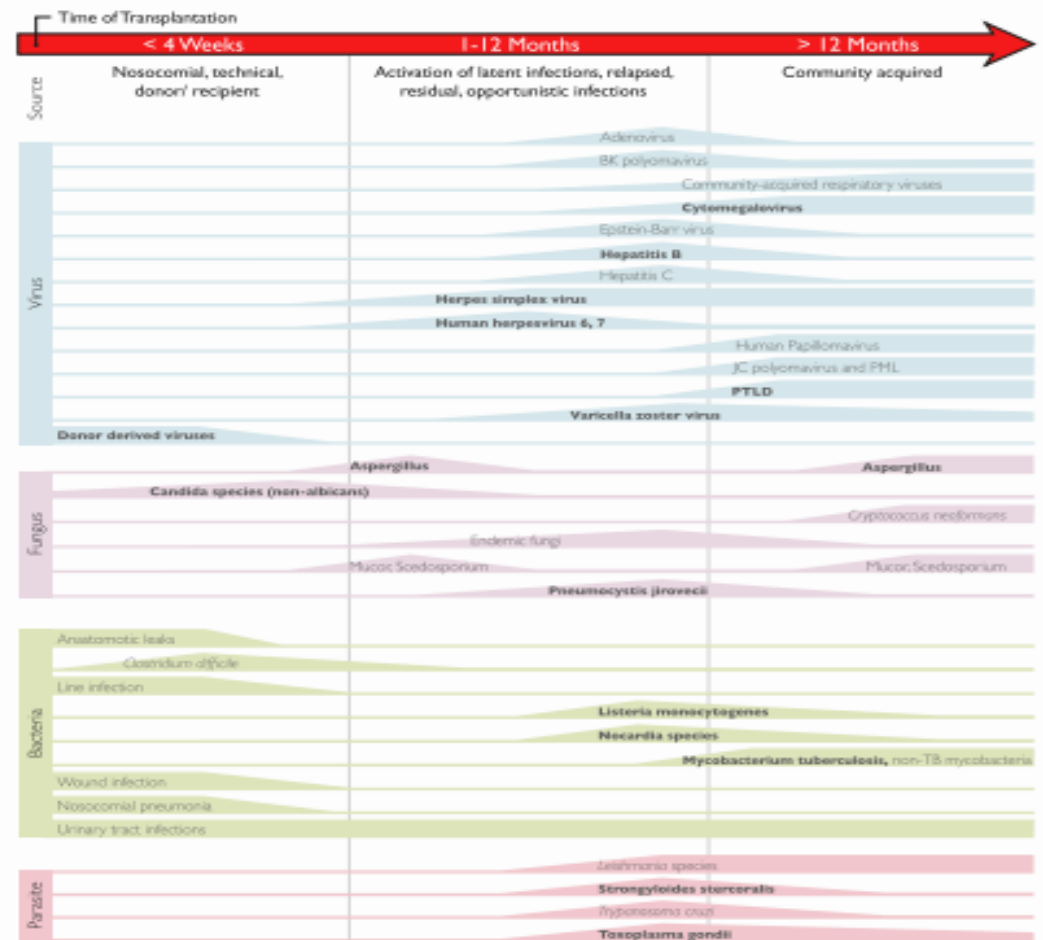 Time of Transplantation
< 4 Weeks
1-12 Months
> 12 Months
Source
Nosocomial, technical,
donor/ recipient
Activation of latent infections, relapsed,
residual, opportunistic infections
Community acquired
Virus
Adenovirus
BK polyomavirus
Community-acquired respiratory viruses
Cytomegalovirus
Epstein-Barr virus
Hepatitis B
Hepatitis C
Herpes simplex virus
Human herpesvirus 6, 7
Human Papillomavirus
JC polyomavirus and PML
PTLD
Varicella zoster virus
Donor derived viruses
Fungus
Aspergillus
Aspergillus
Candida species (non-albicans)
Cryptococcus neoformans
Endemic fungi
Mucor, Scedosporium
Mucor, Scedosporium
Pneumocystis jirovecii
Bacteria
Anastomotic leaks
Clostridium difficile
Line infection
Listeria monocytogenes
Nocardia species
Mycobacterium tuberculosis, non-TB mycobacteria
Wound infection
Nosocomial pneumonia
Urinary tract infections
Parasite
Leishmania species
Strongyloides stercoralis
Trypanosoma cruzi
Toxoplasma gondii